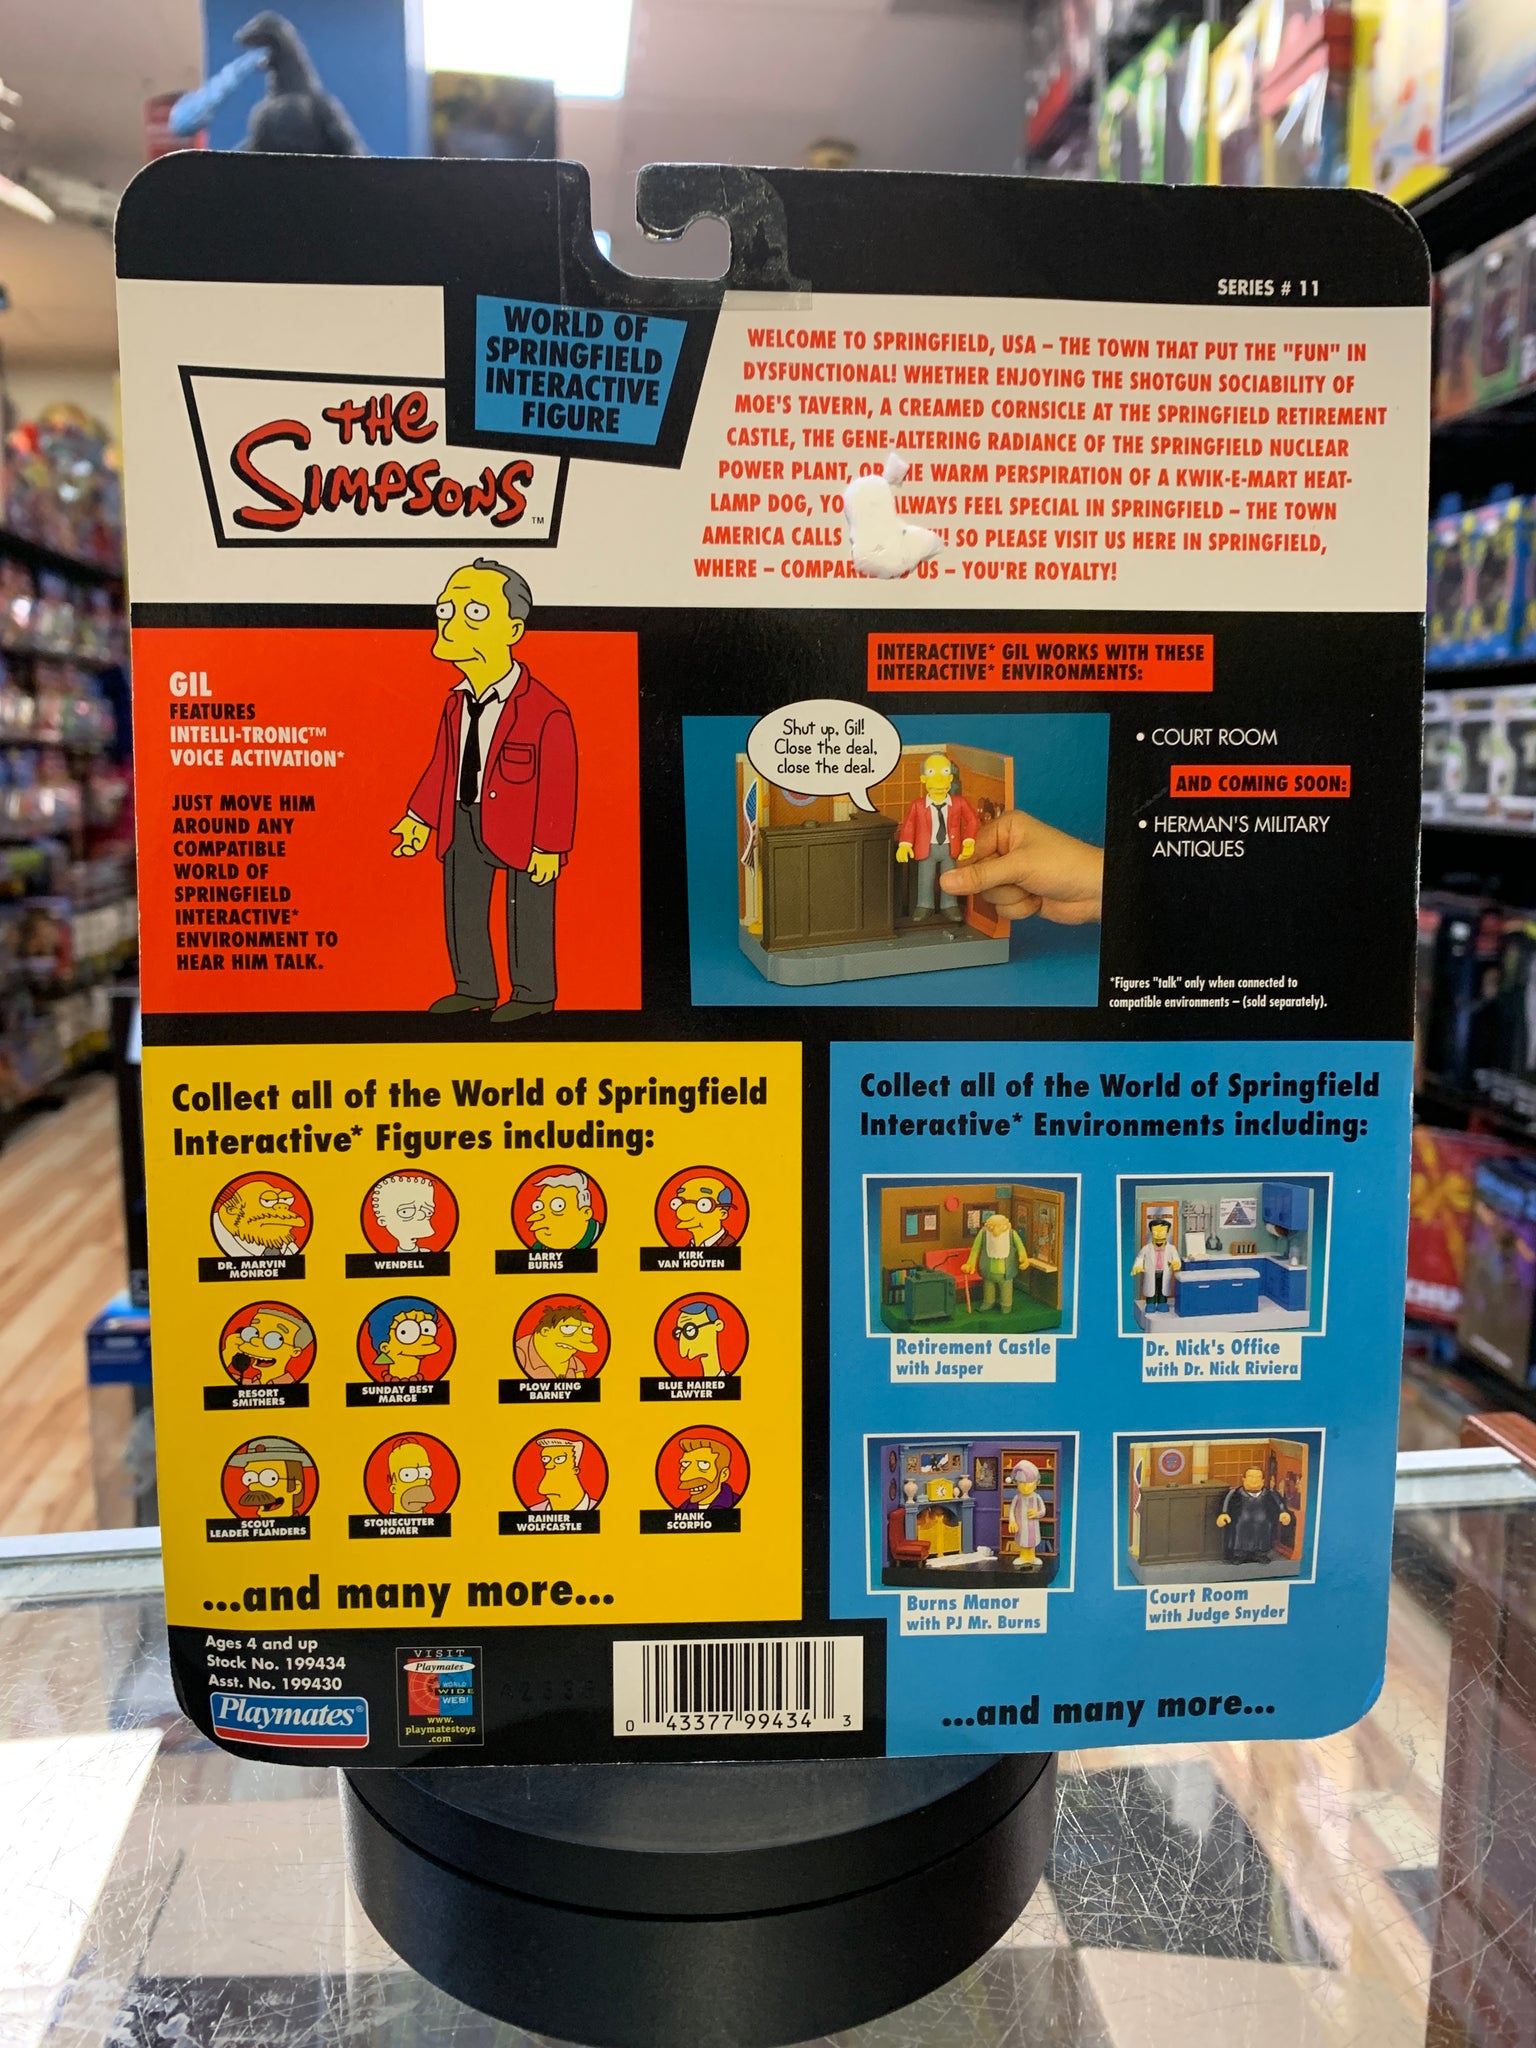 SERIES # 11
WORLD OF
SPRINGFIELD
INTERACTIVE
FIGURE
THE
SIMPSONS
TM
WELCOME TO SPRINGFIELD, USA – THE TOWN THAT PUT THE "FUN" IN
DYSFUNCTIONAL! WHETHER ENJOYING THE SHOTGUN SOCIABILITY OF
MOE'S TAVERN, A CREAMED CORNSICLE AT THE SPRINGFIELD RETIREMENT
CASTLE, THE GENE-ALTERING RADIANCE OF THE SPRINGFIELD NUCLEAR
POWER PLANT, OR WARM PERSPIRATION OF A KWIK-E-MART HEAT-
LAMP DOG, ALWAYS FEEL SPECIAL IN SPRINGFIELD – THE TOWN
AMERICA CALLS SO PLEASE VISIT US HERE IN SPRINGFIELD,
WHERE – US – YOU'RE ROYALTY!
GIL
FEATURES
INTELLI-TRONIC™
VOICE ACTIVATION*
JUST MOVE HIM
AROUND ANY
COMPATIBLE
WORLD OF
SPRINGFIELD
INTERACTIVE*
ENVIRONMENT TO
HEAR HIM TALK.
INTERACTIVE* GIL WORKS WITH THESE
INTERACTIVE* ENVIRONMENTS:
Shut up, Gil!
Close the deal,
close the deal.
• COURT ROOM
AND COMING SOON:
• HERMAN'S MILITARY
ANTIQUES
*Figures "talk" only when connected to
compatible environments – (sold separately).
Collect all of the World of Springfield
Interactive* Figures including:
DR. MARVIN
MONROE
WENDELL
LARRY
BURNS
KIRK
VAN HOUTEN
RESORT
SMITHERS
SUNDAY BEST
MARGE
PLOW KING
BARNEY
BLUE HAIRED
LAWYER
SCOUT
LEADER FLANDERS
STONECUTTER
HOMER
RAINIER
WOLFCASTLE
HANK
SCORPIO
...and many more...
Collect all of the World of Springfield
Interactive* Environments including:
Retirement Castle
with Jasper
Dr. Nick's Office
with Dr. Nick Riviera
Burns Manor
with PJ Mr. Burns
Court Room
with Judge Snyder
...and many more...
Ages 4 and up
Stock No. 199434
Asst. No. 199430
Playmates®
VISIT
Playmates
WORLD
WIDE
WEB!
www.
playmatestoys
.com
0 43377 99434 3